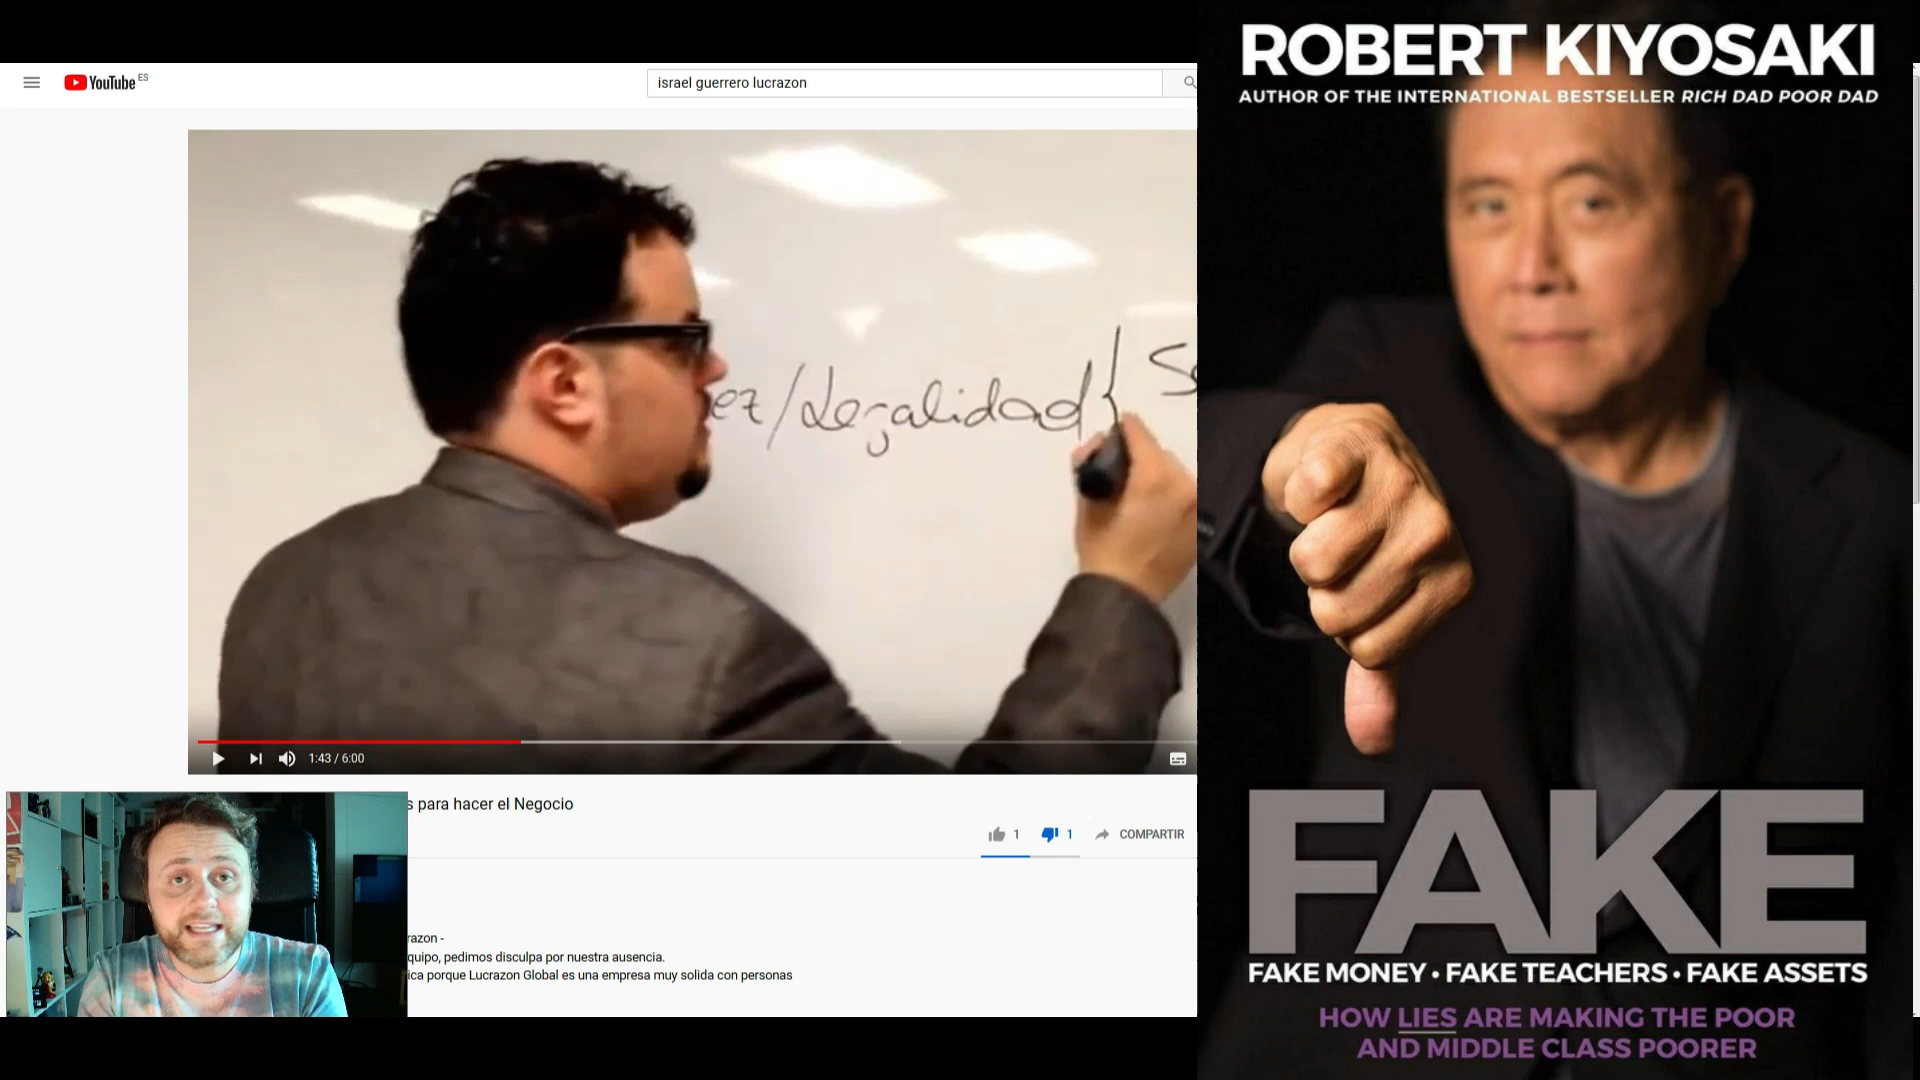 YouTube ES
israel guerrero lucrazon
ez/Legalidad{ S
1:43 / 6:00
s para hacer el Negocio
1 1 COMPARTIR
razon -
quipo, pedimos disculpa por nuestra ausencia.
ica porque Lucrazon Global es una empresa muy solida con personas
ROBERT KIYOSAKI
AUTHOR OF THE INTERNATIONAL BESTSELLER RICH DAD POOR DAD
FAKE
FAKE MONEY • FAKE TEACHERS • FAKE ASSETS
HOW LIES ARE MAKING THE POOR
AND MIDDLE CLASS POORER